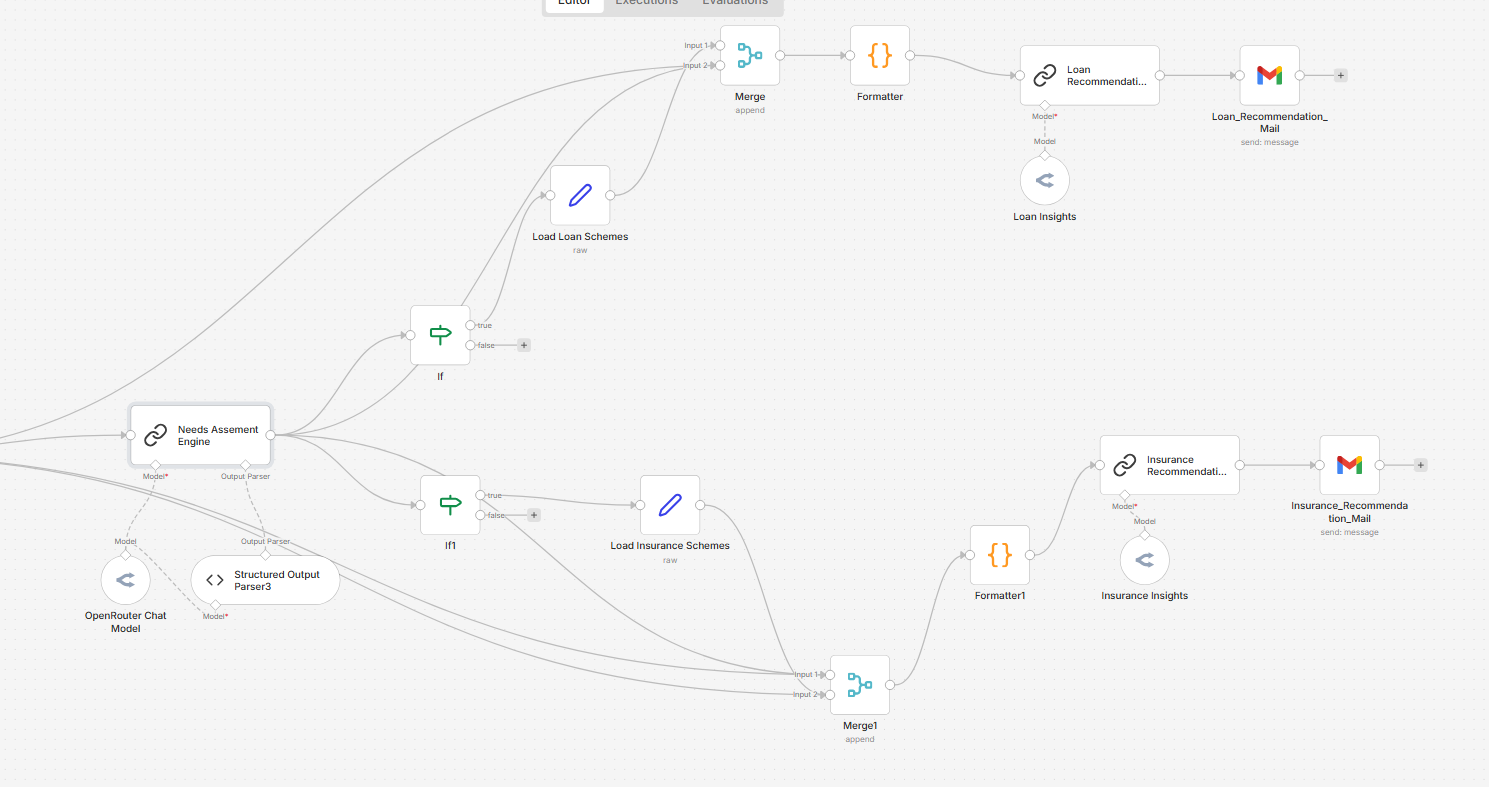 Editor Executions Evaluations
Input 1
Input 2
Merge
append
Formatter
Loan
Recommendati...
Model*
Model
Loan Insights
Loan_Recommendation_
Mail
send: message
Load Loan Schemes
raw
true
false
If
Needs Assement
Engine
Model*
Output Parser
Model
Output Parser
OpenRouter Chat
Model
Structured Output
Parser3
Model*
true
false
If1
Load Insurance Schemes
raw
Input 1
Input 2
Merge1
append
Formatter1
Insurance
Recommendati...
Model*
Model
Insurance Insights
Insurance_Recommenda
tion_Mail
send: message